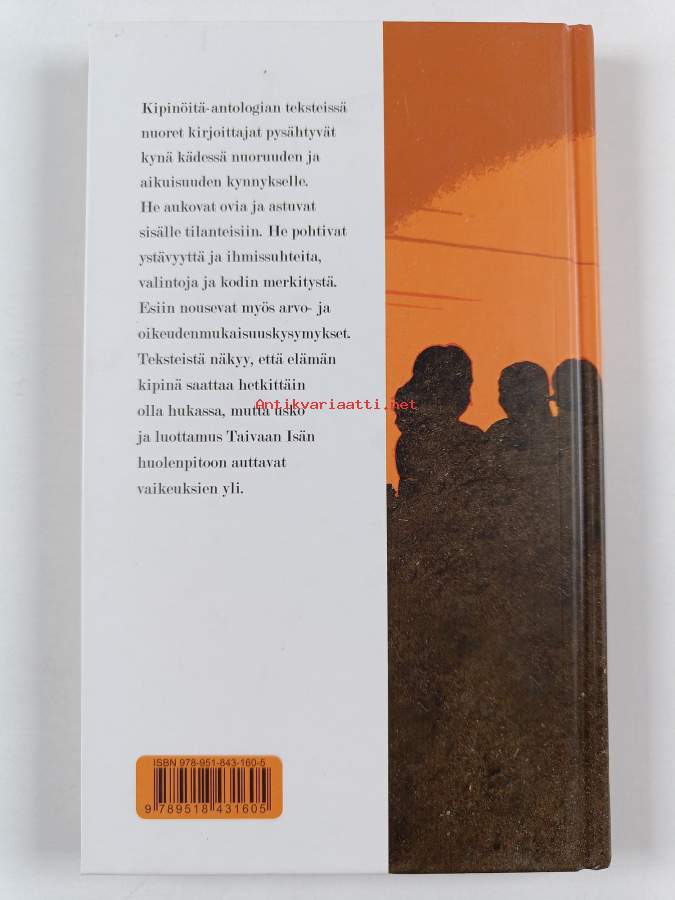 Kipinöitä-antologian teksteissä
nuoret kirjoittajat pysähtyvät
kynä kädessä nuoruuden ja
aikuisuuden kynnykselle.
He aukovat ovia ja astuvat
sisälle tilanteisiin. He pohtivat
ystävyyttä ja ihmissuhteita,
valintoja ja kodin merkitystä.
Esiin nousevat myös arvo- ja
oikeudenmukaisuuskysymykset.
Teksteistä näkyy, että elämän
kipinä saattaa hetkittäin
olla hukassa, mutta usko
ja luottamus Taivaan Isän
huolenpitoon auttavat
vaikeuksien yli.
Antikvariaatti.net
ISBN 978-951-843-160-5
9 789518 431605